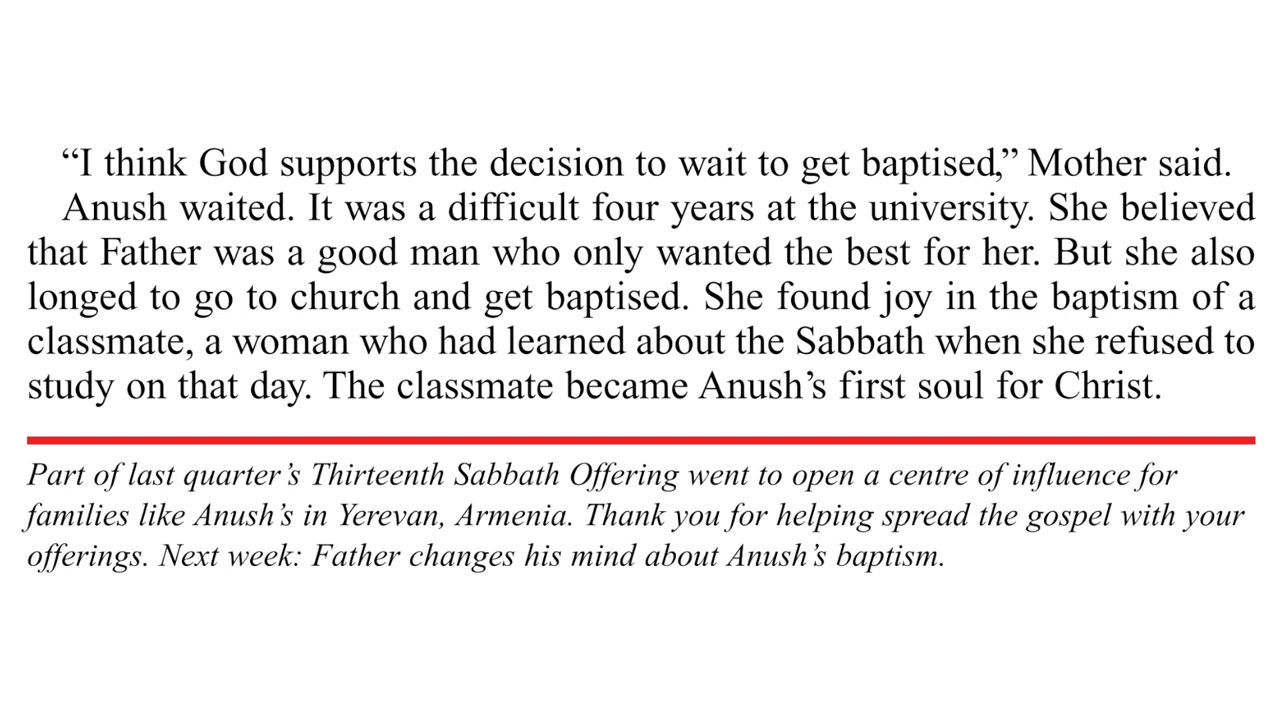 “I think God supports the decision to wait to get baptised,” Mother said.
Anush waited. It was a difficult four years at the university. She believed
that Father was a good man who only wanted the best for her. But she also
longed to go to church and get baptised. She found joy in the baptism of a
classmate, a woman who had learned about the Sabbath when she refused to
study on that day. The classmate became Anush’s first soul for Christ.
Part of last quarter’s Thirteenth Sabbath Offering went to open a centre of influence for
families like Anush’s in Yerevan, Armenia. Thank you for helping spread the gospel with your
offerings. Next week: Father changes his mind about Anush’s baptism.